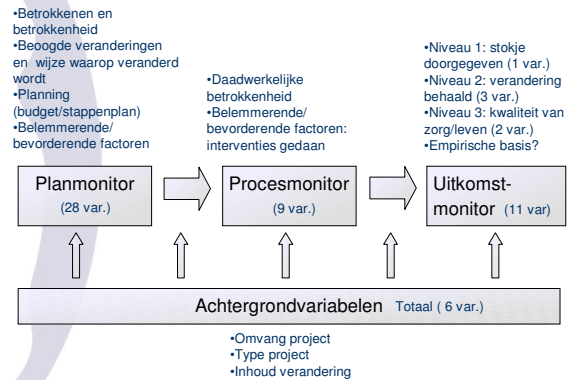 •Betrokkenen en
betrokkenheid
•Beoogde veranderingen
en wijze waarop veranderd
wordt
•Planning
(budget/stappenplan)
•Belemmerende/
bevorderende factoren
•Daadwerkelijke
betrokkenheid
•Belemmerende/
bevorderende factoren:
interventies gedaan
•Niveau 1: stokje
doorgegeven (1 var.)
•Niveau 2: verandering
behaald (3 var.)
•Niveau 3: kwaliteit van
zorg/leven (2 var.)
•Empirische basis?
Planmonitor
(28 var.)
Procesmonitor
(9 var.)
Uitkomst-
monitor (11 var)
Achtergrondvariabelen Totaal ( 6 var.)
•Omvang project
•Type project
•Inhoud verandering